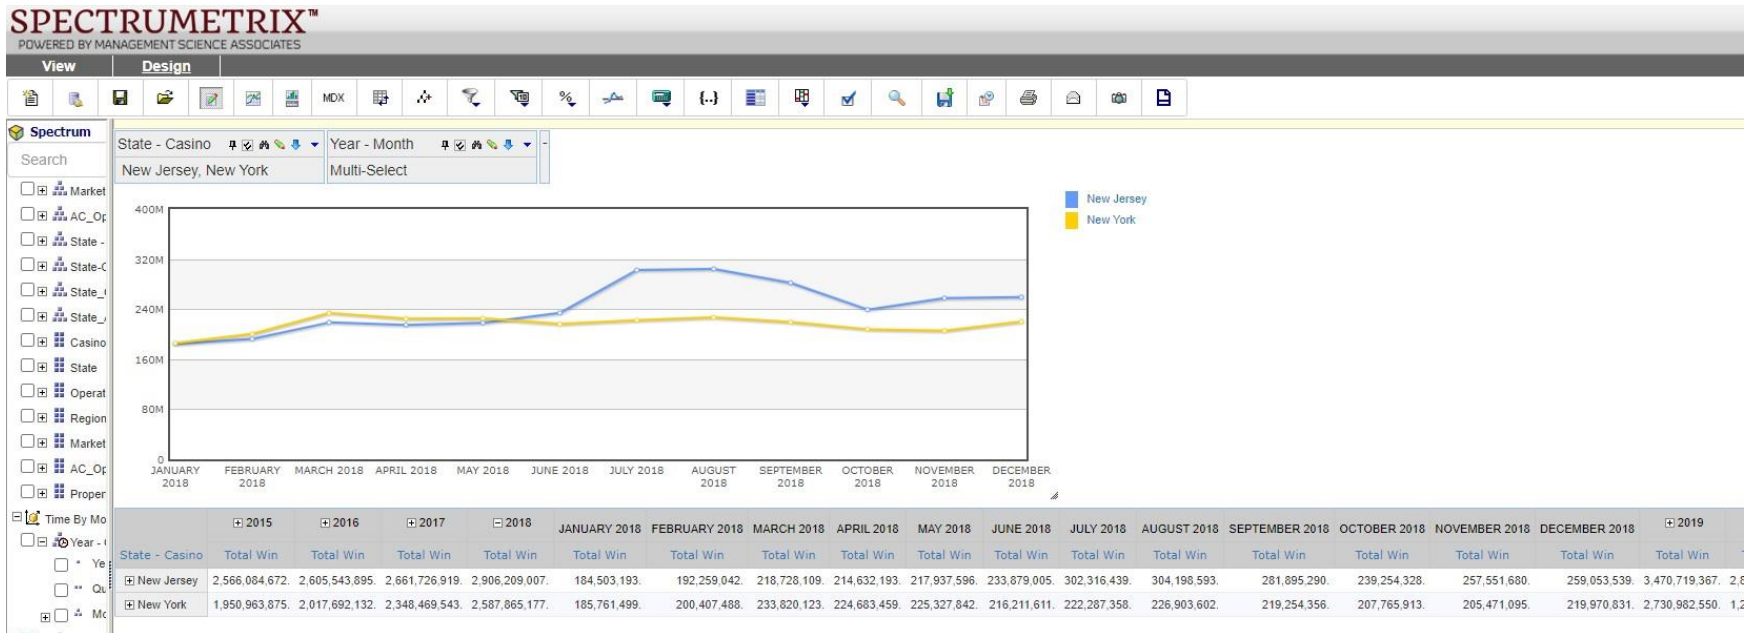 SPECTRUMETRIX™
POWERED BY MANAGEMENT SCIENCE ASSOCIATES
View Design
MDX % {..}
Spectrum
Search
Market
AC_Op
State -
State-C
State_
State_
Casino
State
Operat
Region
Market
AC_Op
Proper
Time By Mo
Year -
Ye
Qu
Mo
State - Casino Year - Month -
New Jersey, New York Multi-Select
New Jersey
New York
400M
320M
240M
160M
80M
0
JANUARY 2018 FEBRUARY 2018 MARCH 2018 APRIL 2018 MAY 2018 JUNE 2018 JULY 2018 AUGUST 2018 SEPTEMBER 2018 OCTOBER 2018 NOVEMBER 2018 DECEMBER 2018
2015 2016 2017 2018 JANUARY 2018 FEBRUARY 2018 MARCH 2018 APRIL 2018 MAY 2018 JUNE 2018 JULY 2018 AUGUST 2018 SEPTEMBER 2018 OCTOBER 2018 NOVEMBER 2018 DECEMBER 2018 2019
State - Casino Total Win Total Win Total Win Total Win Total Win Total Win Total Win Total Win Total Win Total Win Total Win Total Win Total Win Total Win Total Win Total Win Total Win
New Jersey 2,566,084,672. 2,605,543,895. 2,661,726,919. 2,906,209,007. 184,503,193. 192,259,042. 218,728,109. 214,632,193. 217,937,596. 233,879,005. 302,316,439. 304,198,593. 281,895,290. 239,254,328. 257,551,680. 259,053,539. 3,470,719,367. 2,8
New York 1,950,963,875. 2,017,692,132. 2,348,469,543. 2,587,865,177. 185,761,499. 200,407,488. 233,820,123. 224,683,459. 225,327,842. 216,211,611. 222,287,358. 226,903,602. 219,254,356. 207,765,913. 205,471,095. 219,970,831. 2,730,982,550. 1,2